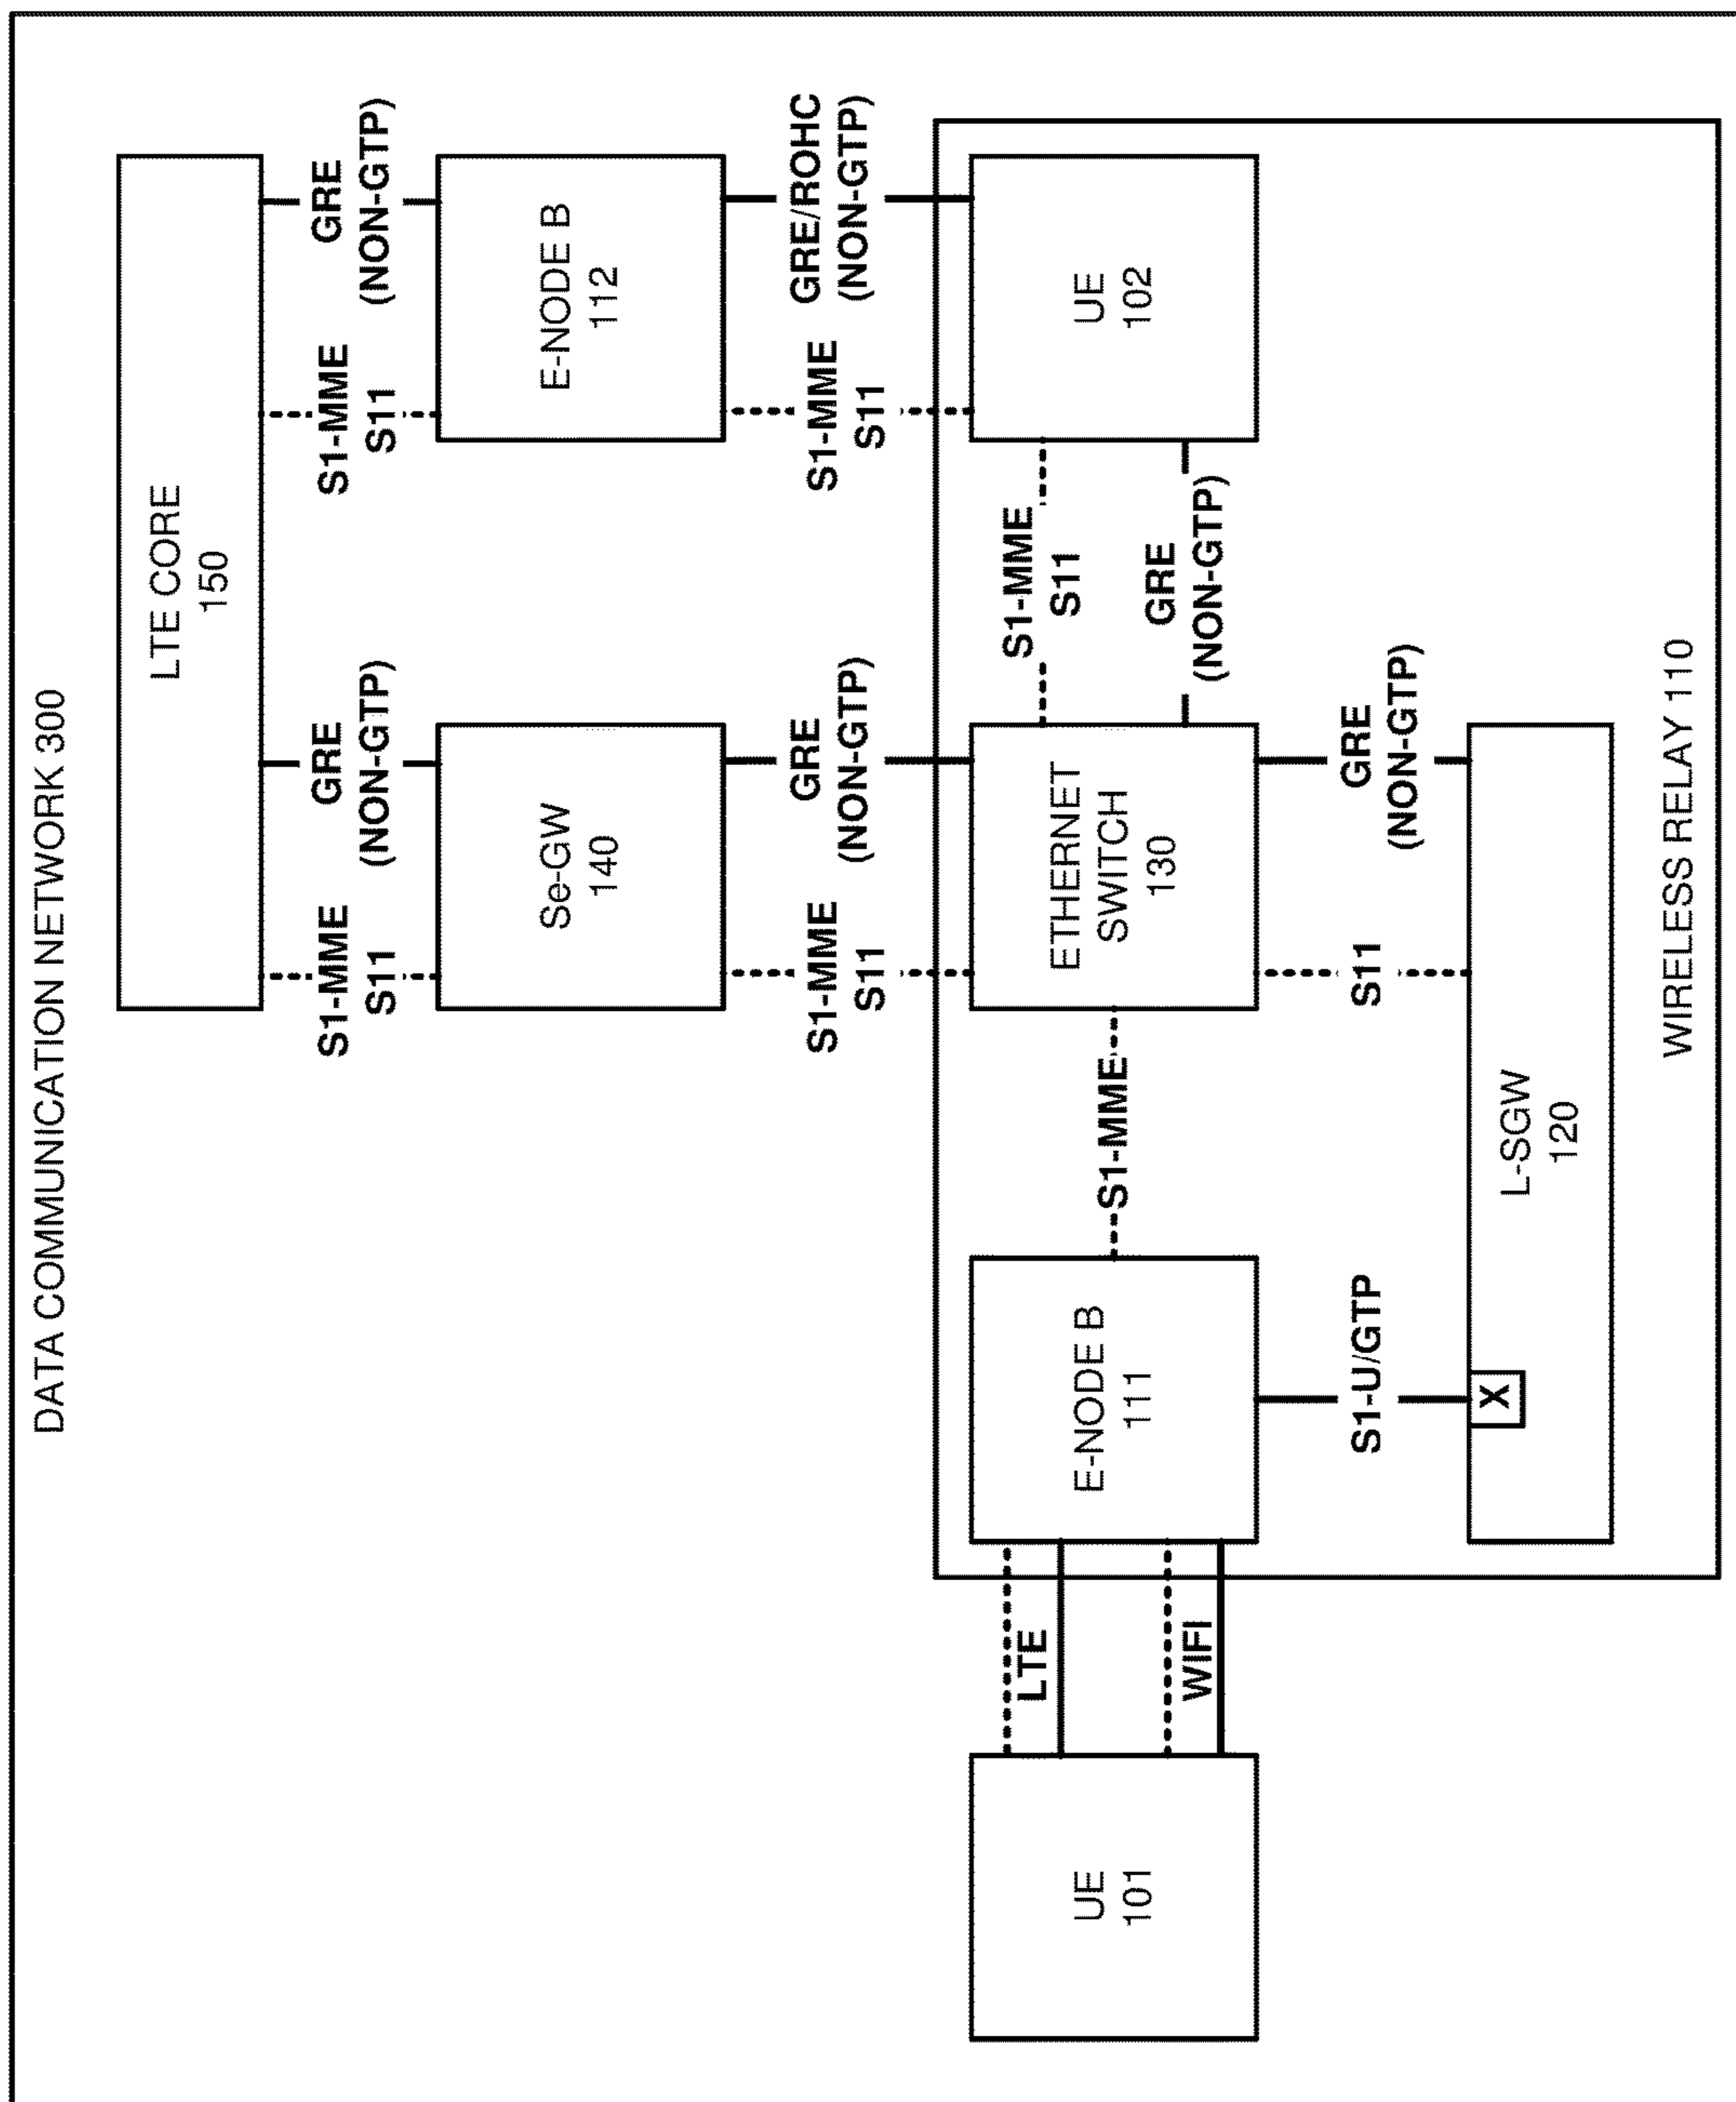 DATA COMMUNICATION NETWORK 300
LTE CORE
150
S1-MME
S11
GRE
(NON-GTP)
S1-MME
S11
GRE
(NON-GTP)
Se-GW
140
E-NODE B
112
S1-MME
S11
GRE
(NON-GTP)
S1-MME
S11
GRE/ROHC
(NON-GTP)
UE
101
LTE
WIFI
E-NODE B
111
S1-MME
ETHERNET
SWITCH
130
S1-MME
S11
GRE
(NON-GTP)
UE
102
S1-U/GTP
S11
GRE
(NON-GTP)
X
L-SGW
120
WIRELESS RELAY 110